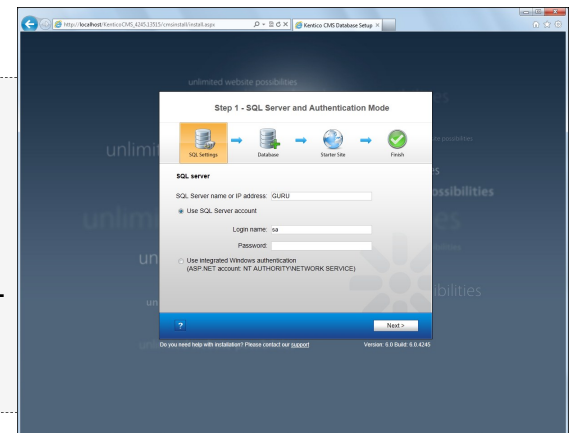 http://localhost/KenticoCMS_4245.13515/cmsinstall/install.aspx
Kentico CMS Database Setup
unlimited website possibilities
Step 1 - SQL Server and Authentication Mode
SQL Settings
Database
Starter Site
Finish
SQL server
SQL Server name or IP address: GURU
Use SQL Server account
Login name: sa
Password:
Use integrated Windows authentication
(ASP.NET account: NT AUTHORITY\NETWORK SERVICE)
?
Next >
Do you need help with installation? Please contact our support
Version: 6.0 Build: 6.0.4245